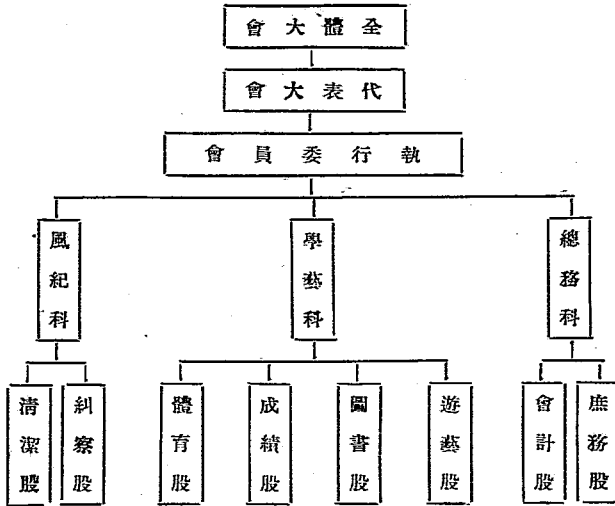 全體大會
代表大會
執行委員會
總務科
學藝科
風紀科
庶務股
會計股
遊藝股
圖書股
成績股
體育股
糾察股
清潔股